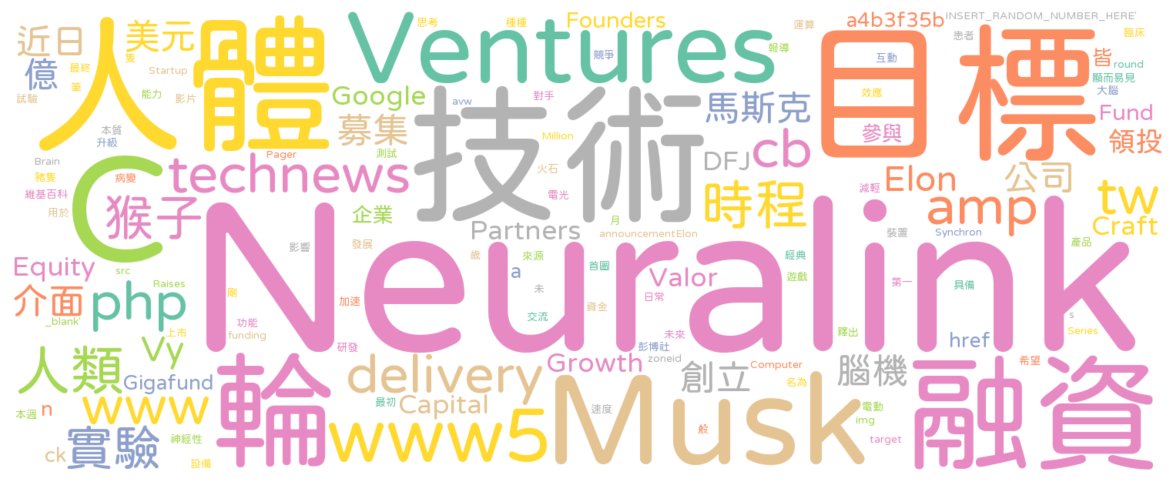 近日
美元
人體
Ventures
Founders
思考
種種
運算
a4b3f35b
INSERT_RANDOM_NUMBER_HERE'
臨床
患者
目標
億
最終
隻
筆
Startup
試驗
能力
影片
報導
競爭
互動
皆
round
顯而易見
大腦
Google
avw
對手
馬斯克
效應
技術
募集
Million
參與
Fund
領投
本質
升級
測試
DFJ
cb
火石
Brain
Pager
豬隻
病變
維基百科
用於
C
technews
電光
減輕
Elon
公司
時程
amp
tw
Craft
猴子
企業
Partners
月
announcementElon
裝置
Synchron
產品
影響
發展
歲
來源
首圖
經典
Neuralink
src
Equity
a
未
Valor
遊戲
第一
具備
介面
php
Raises
_blank'
剛
加速
日常
資金
交流
釋出
s
上市
功能
funding
研發
未來
彭博社
zoneid
href
Series
人類
Vy
Gigafund
輪
delivery
Growth
創立
Computer
名為
腦機
希望
融資
本週
n
www
最初
Capital
www5
Musk
速度
般
電動
img
target
實驗
神經性
ck
設備